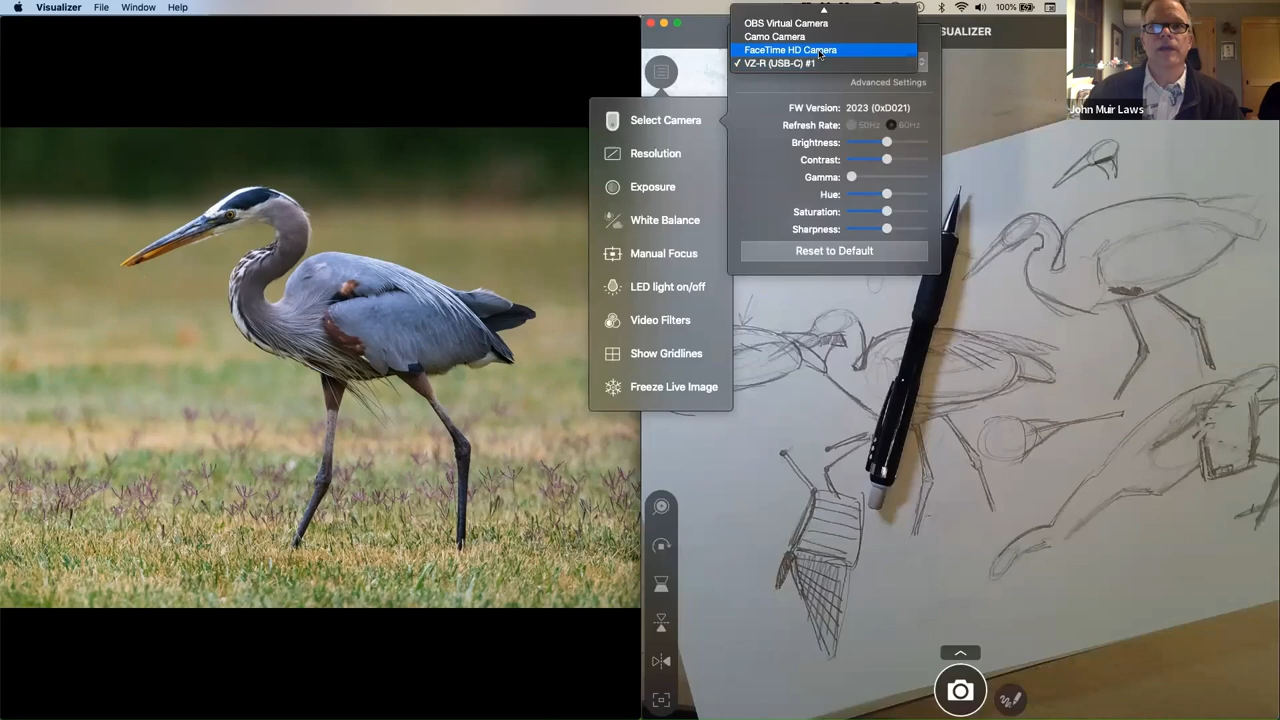 Visualizer File Window Help
100%
OBS Virtual Camera
Camo Camera
FaceTime HD Camera
✓ VZ-R (USB-C) #1
SUALIZER
Advanced Settings
John Muir Laws
FW Version: 2023 (0xD021)
Refresh Rate: 50Hz 60Hz
Brightness:
Contrast:
Gamma:
Hue:
Saturation:
Sharpness:
Reset to Default
Select Camera
Resolution
Exposure
White Balance
Manual Focus
LED light on/off
Video Filters
Show Gridlines
Freeze Live Image